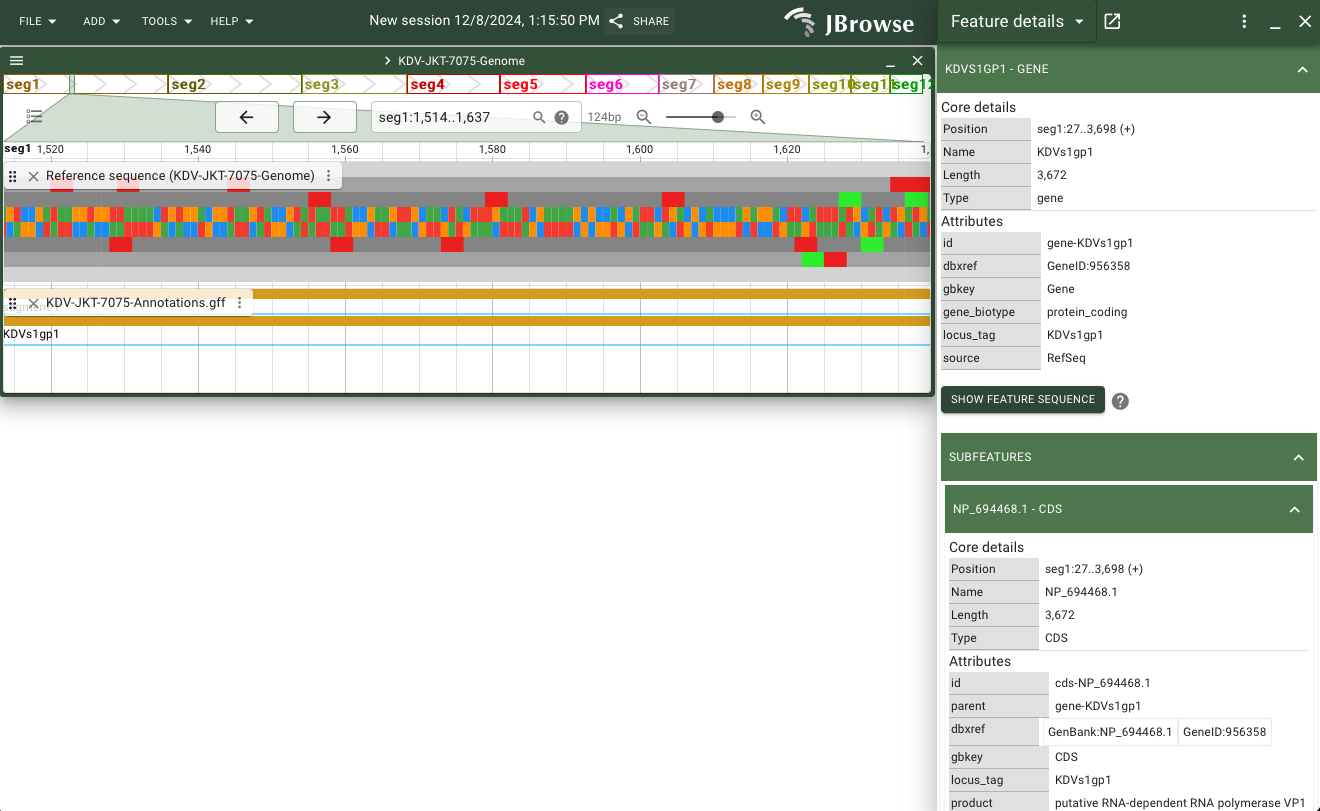 FILE ADD TOOLS HELP New session 12/8/2024, 1:15:50 PM SHARE JBrowse
KDV-JKT-7075-Genome
seg1 seg2 seg3 seg4 seg5 seg6 seg7 seg8 seg9 seg10 seg11 seg12
seg1:1,514..1,637 124bp
seg1 1,520 1,540 1,560 1,580 1,600 1,620
Reference sequence (KDV-JKT-7075-Genome)
KDV-JKT-7075-Annotations.gff
KDVs1gp1
Feature details
KDVS1GP1 - GENE
Core details
Position seg1:27..3,698 (+)
Name KDVs1gp1
Length 3,672
Type gene
Attributes
id gene-KDVs1gp1
dbxref GeneID:956358
gbkey Gene
gene_biotype protein_coding
locus_tag KDVs1gp1
source RefSeq
SHOW FEATURE SEQUENCE
SUBFEATURES
NP_694468.1 - CDS
Core details
Position seg1:27..3,698 (+)
Name NP_694468.1
Length 3,672
Type CDS
Attributes
id cds-NP_694468.1
parent gene-KDVs1gp1
dbxref GenBank:NP_694468.1 GeneID:956358
gbkey CDS
locus_tag KDVs1gp1
product putative RNA-dependent RNA polymerase VP1